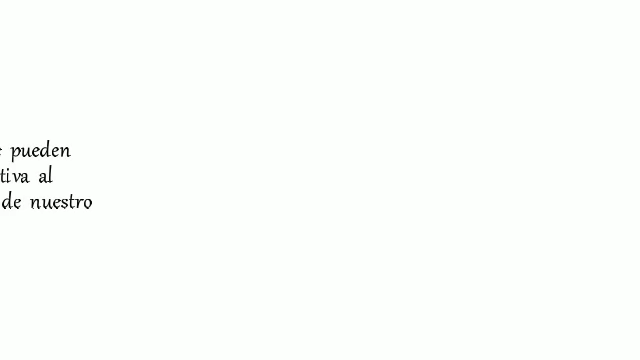 pueden
tiva al
de nuestro